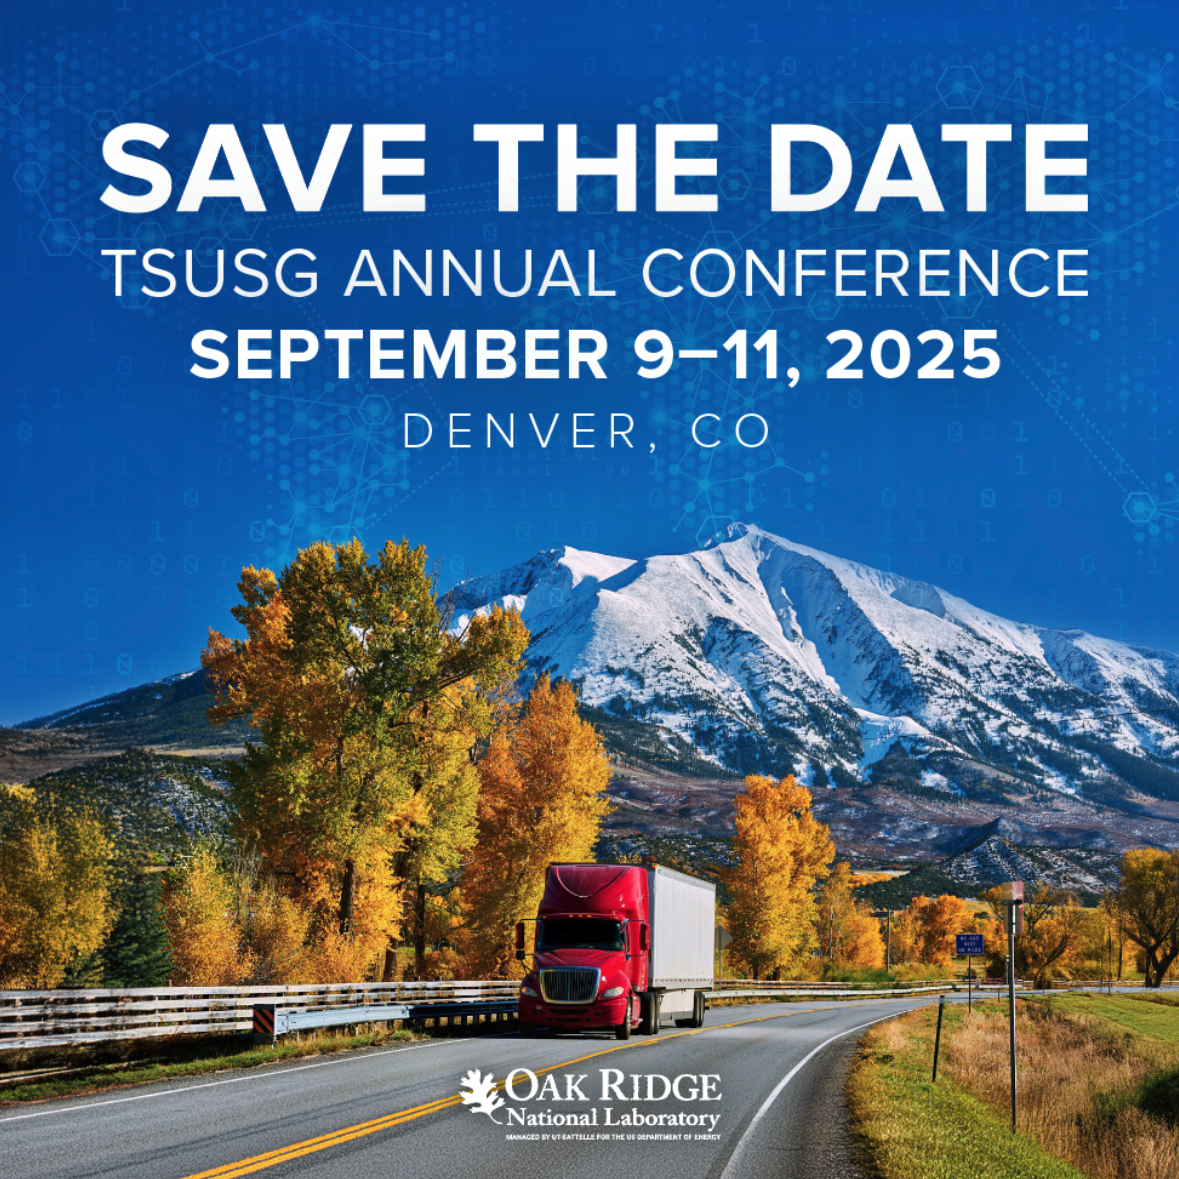 SAVE THE DATE
TSUSG ANNUAL CONFERENCE
SEPTEMBER 9–11, 2025
DENVER, CO
OAK RIDGE
National Laboratory
MANAGED BY UT-BATTELLE FOR THE US DEPARTMENT OF ENERGY